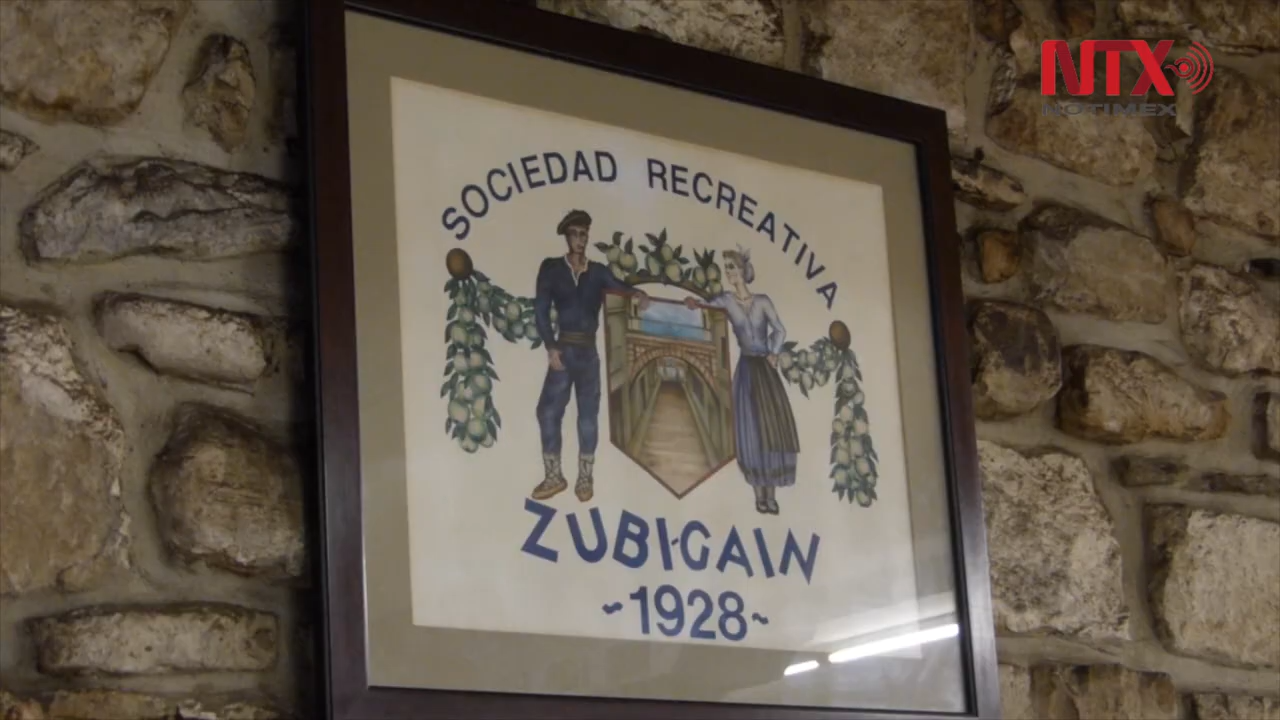 SOCIEDAD RECREATIVA
ZUBI-GAIN
~1928~
NTX
NOTIMEX